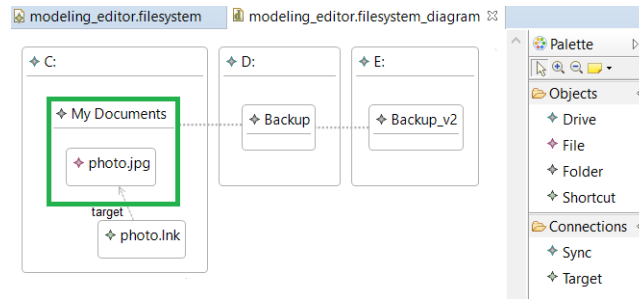 modeling_editor.filesystem
modeling_editor.filesystem_diagram
C:
My Documents
photo.jpg
target
photo.lnk
D:
Backup
E:
Backup_v2
Palette
Objects
Drive
File
Folder
Shortcut
Connections
Sync
Target